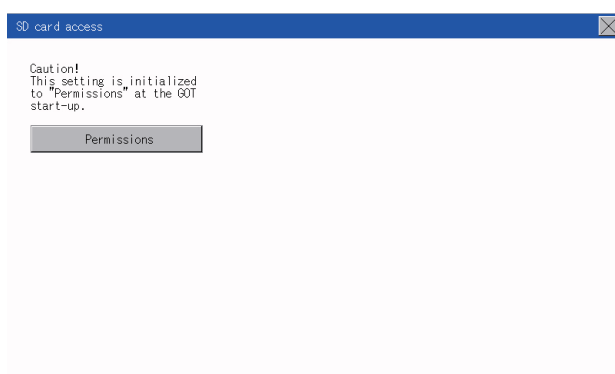 SD card access
Caution!
This setting is initialized
to "Permissions" at the GOT
start-up.
Permissions